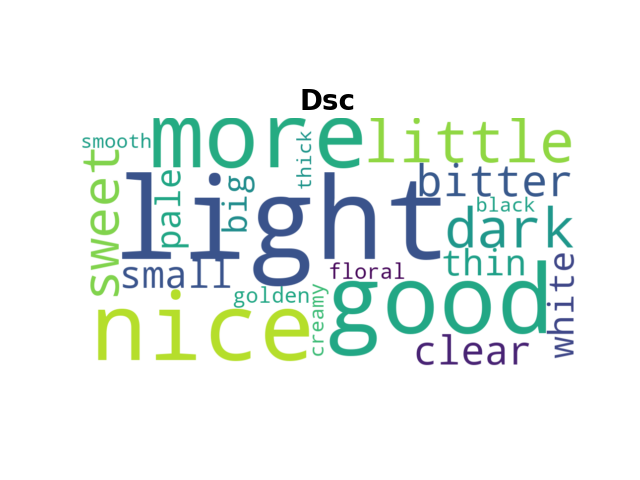 Dsc
smooth
more
thick
little
sweet
light
pale
big
bitter
black
dark
small
floral
thin
golden
creamy
good
white
nice
clear